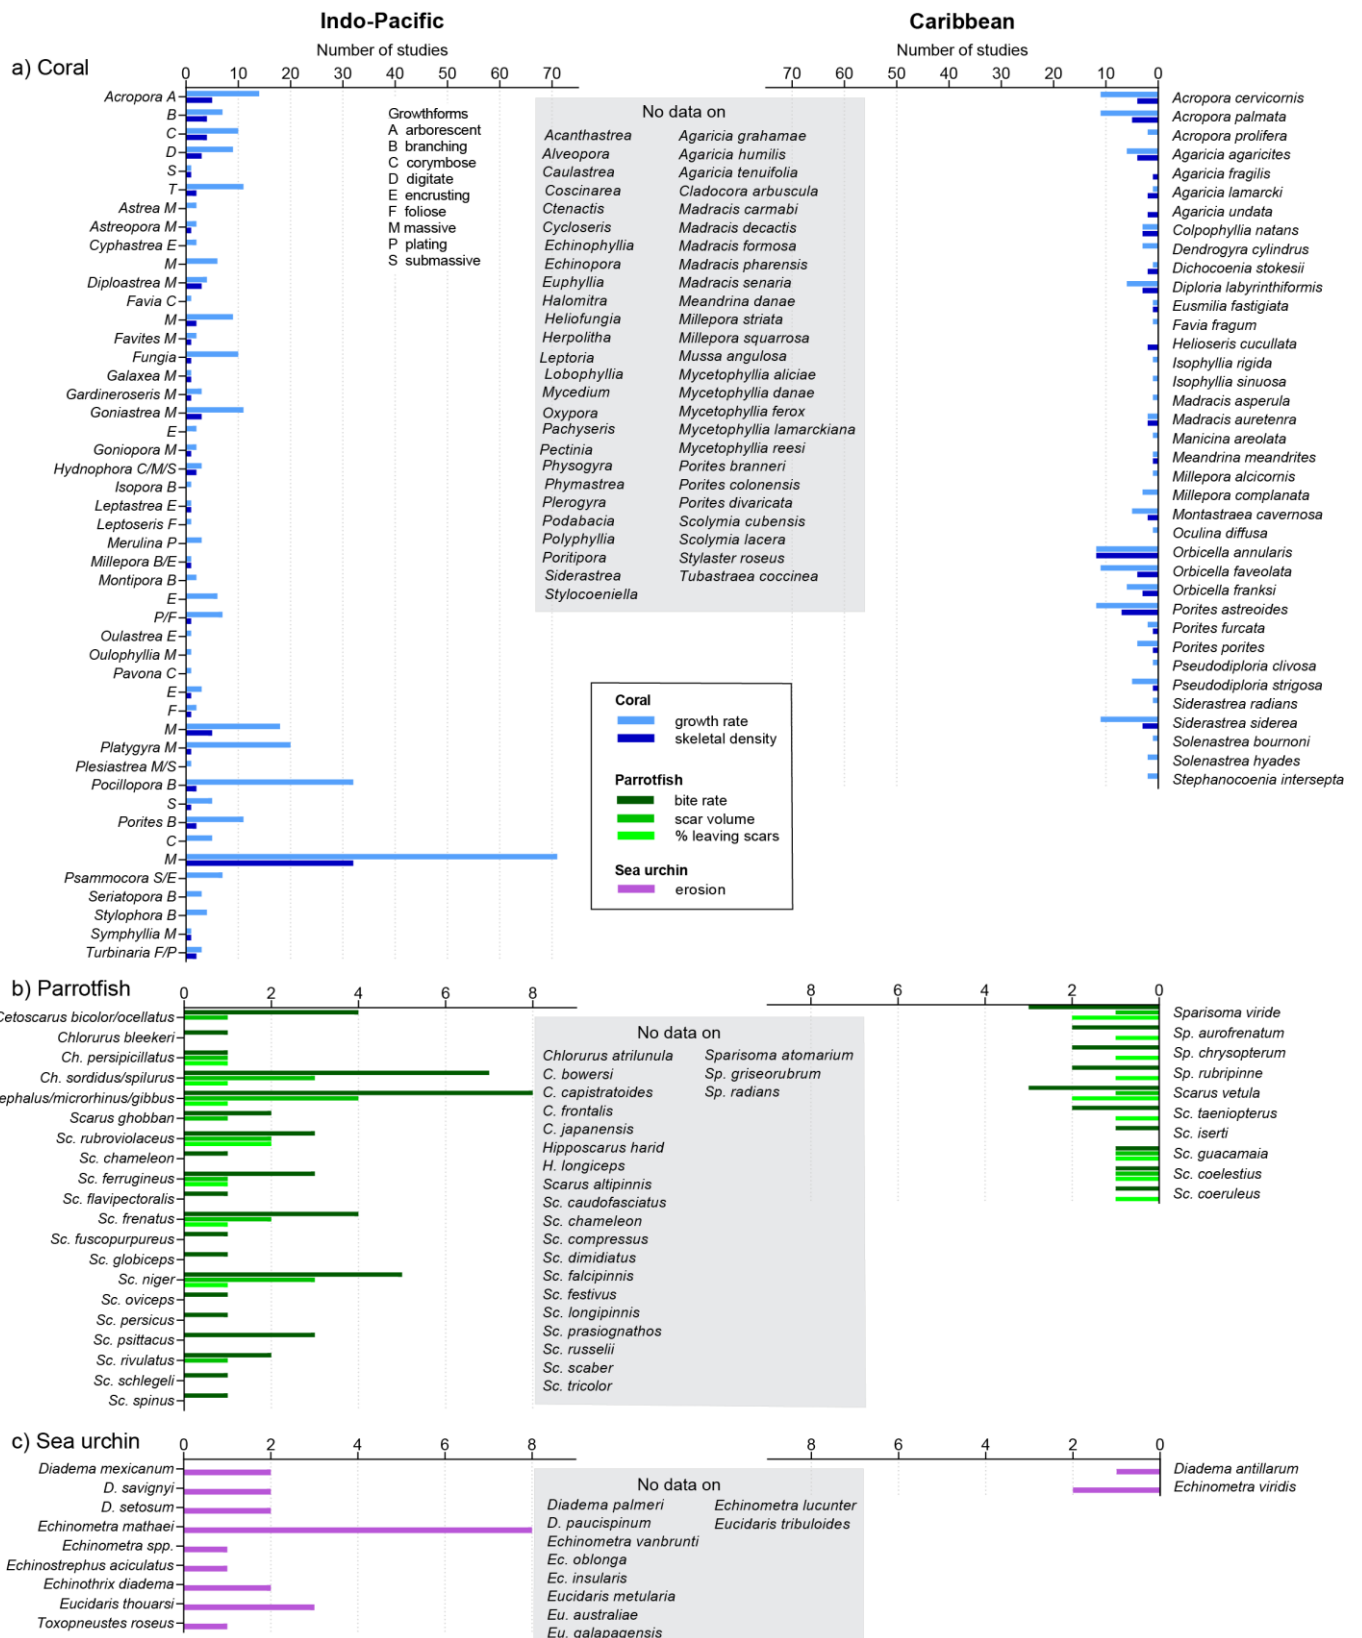 Indo-Pacific
Caribbean
Number of studies
Number of studies
a) Coral
0 10 20 30 40 50 60 70
70 60 50 40 30 20 10 0
Acropora A
B
C
D
S
T
Astrea M
Astreopora M
Cyphastrea E
M
Diploastrea M
Favia C
M
Favites M
Fungia
Galaxea M
Gardineroseris M
Goniastrea M
E
Goniopora M
Hydnophora C/M/S
Isopora B
Leptastrea E
Leptoseris F
Merulina P
Millepora B/E
Montipora B
E
P/F
Oulastrea E
Oulophyllia M
Pavona C
E
F
M
Platygyra M
Plesiastrea M/S
Pocillopora B
S
Porites B
C
M
Psammocora S/E
Seriatopora B
Stylophora B
Symphyllia M
Turbinaria F/P
Growthforms
A arborescent
B branching
C corymbose
D digitate
E encrusting
F foliose
M massive
P plating
S submassive
No data on
Acanthastrea
Alveopora
Caulastrea
Coscinarea
Ctenactis
Cycloseris
Echinophyllia
Echinopora
Euphyllia
Halomitra
Heliofungia
Herpolitha
Leptoria
Lobophyllia
Mycedium
Oxypora
Pachyseris
Pectinia
Physogyra
Phymastrea
Plerogyra
Podabacia
Polyphyllia
Poritipora
Siderastrea
Stylocoeniella
Agaricia grahamae
Agaricia humilis
Agaricia tenuifolia
Cladocora arbuscula
Madracis carmabi
Madracis decactis
Madracis formosa
Madracis pharensis
Madracis senaria
Meandrina danae
Millepora striata
Millepora squarrosa
Mussa angulosa
Mycetophyllia aliciae
Mycetophyllia danae
Mycetophyllia ferox
Mycetophyllia lamarckiana
Mycetophyllia reesi
Porites branneri
Porites colonensis
Porites divaricata
Scolymia cubensis
Scolymia lacera
Stylaster roseus
Tubastraea coccinea
Acropora cervicornis
Acropora palmata
Acropora prolifera
Agaricia agaricites
Agaricia fragilis
Agaricia lamarcki
Agaricia undata
Colpophyllia natans
Dendrogyra cylindrus
Dichocoenia stokesii
Diploria labyrinthiformis
Eusmilia fastigiata
Favia fragum
Helioseris cucullata
Isophyllia rigida
Isophyllia sinuosa
Madracis asperula
Madracis auretenra
Manicina areolata
Meandrina meandrites
Millepora alcicornis
Millepora complanata
Montastraea cavernosa
Oculina diffusa
Orbicella annularis
Orbicella faveolata
Orbicella franksi
Porites astreoides
Porites furcata
Porites porites
Pseudodiploria clivosa
Pseudodiploria strigosa
Siderastrea radians
Siderastrea siderea
Solenastrea bournoni
Solenastrea hyades
Stephanocoenia intersepta
Coral
growth rate
skeletal density
Parrotfish
bite rate
scar volume
% leaving scars
Sea urchin
erosion
b) Parrotfish
0 2 4 6 8
8 6 4 2 0
Cetoscarus bicolor/ocellatus
Chlorurus bleekeri
Ch. persipicillatus
Ch. sordidus/spilurus
ephalus/microrhinus/gibbus
Scarus ghobban
Sc. rubroviolaceus
Sc. chameleon
Sc. ferrugineus
Sc. flavipectoralis
Sc. frenatus
Sc. fuscopurpureus
Sc. globiceps
Sc. niger
Sc. oviceps
Sc. persicus
Sc. psittacus
Sc. rivulatus
Sc. schlegeli
Sc. spinus
No data on
Chlorurus atrilunula
C. bowersi
C. capistratoides
C. frontalis
C. japanensis
Hipposcarus harid
H. longiceps
Scarus altipinnis
Sc. caudofasciatus
Sc. chameleon
Sc. compressus
Sc. dimidiatus
Sc. falcipinnis
Sc. festivus
Sc. longipinnis
Sc. prasiognathos
Sc. russelii
Sc. scaber
Sc. tricolor
Sparisoma atomarium
Sp. griseorubrum
Sp. radians
Sparisoma viride
Sp. aurofrenatum
Sp. chrysopterum
Sp. rubripinne
Scarus vetula
Sc. taeniopterus
Sc. iserti
Sc. guacamaia
Sc. coelestius
Sc. coeruleus
c) Sea urchin
0 2 4 6 8
8 6 4 2 0
Diadema mexicanum
D. savignyi
D. setosum
Echinometra mathaei
Echinometra spp.
Echinostrephus aciculatus
Echinothrix diadema
Eucidaris thouarsi
Toxopneustes roseus
No data on
Diadema palmeri
D. paucispinum
Echinometra vanbrunti
Ec. oblonga
Ec. insularis
Eucidaris metularia
Eu. australiae
Eu. galapagensis
Echinometra lucunter
Eucidaris tribuloides
Diadema antillarum
Echinometra viridis